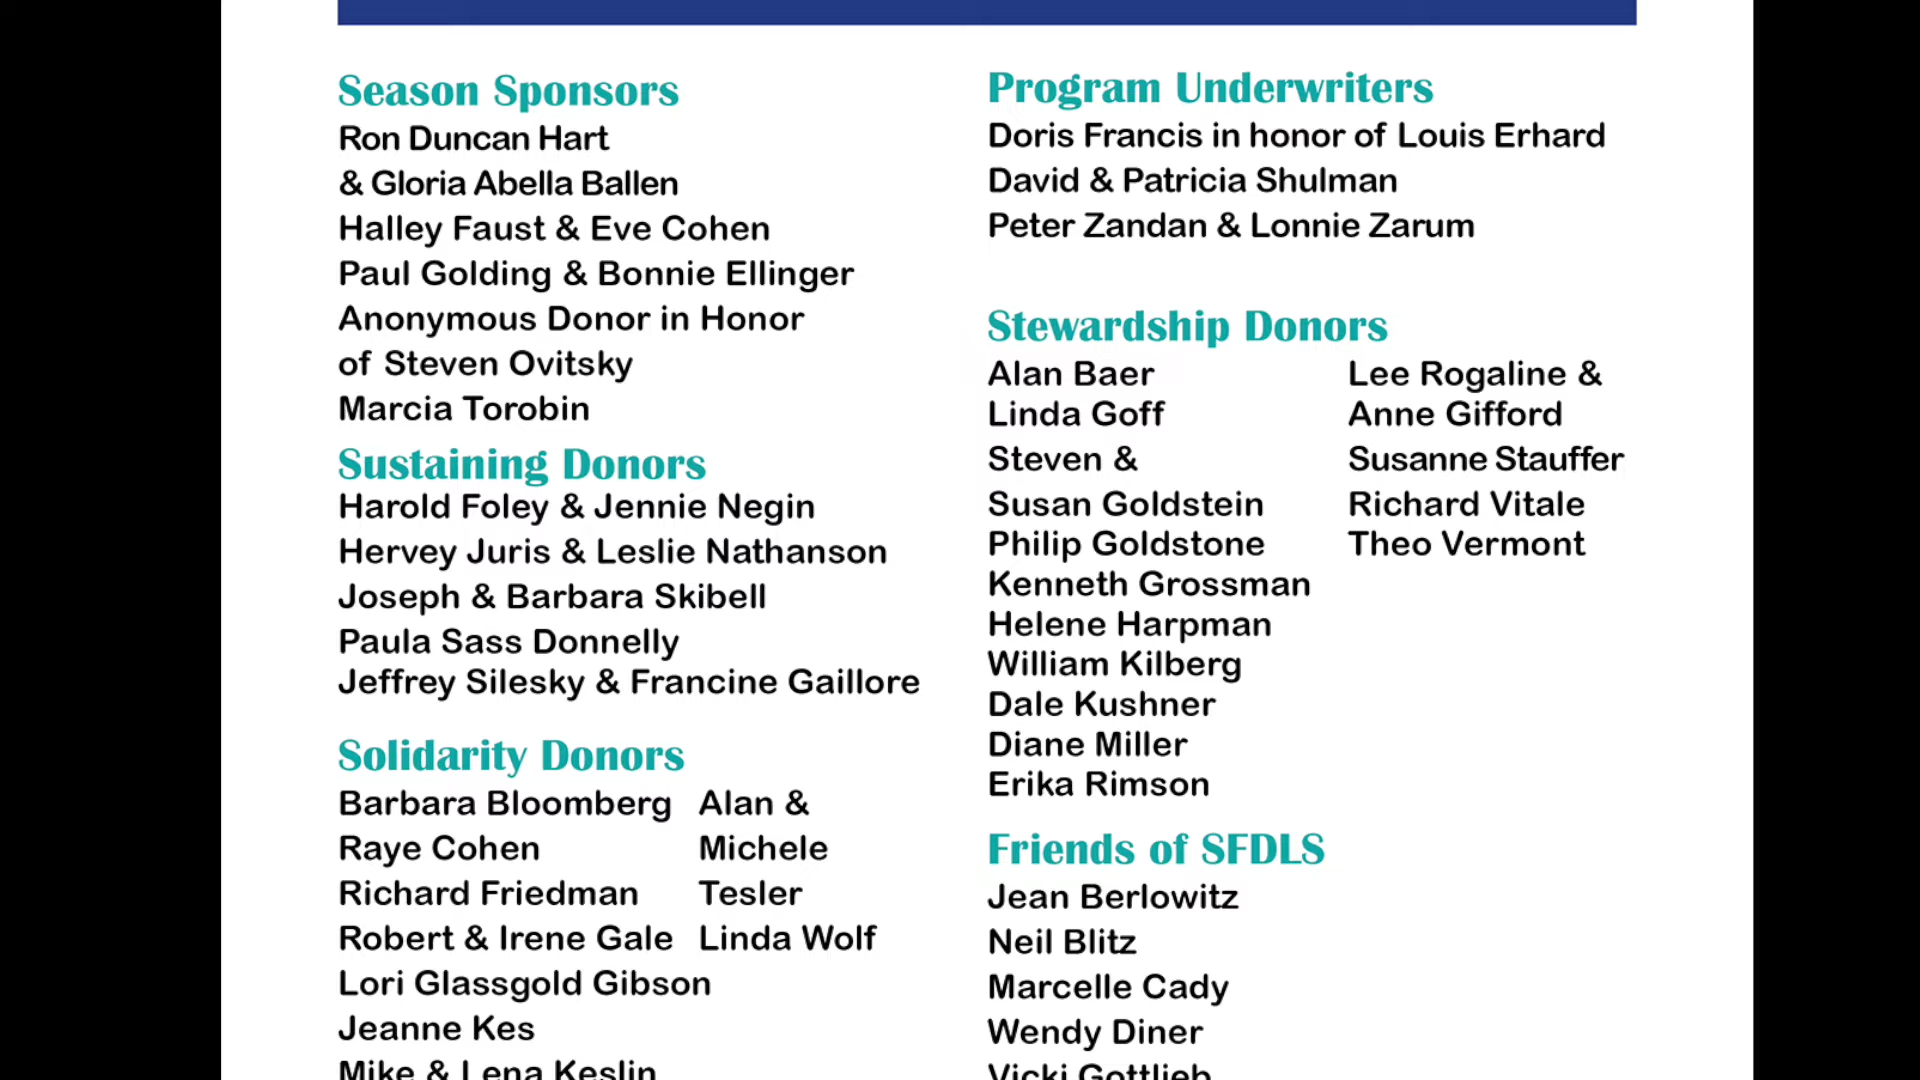 Season Sponsors
Ron Duncan Hart
& Gloria Abella Ballen
Halley Faust & Eve Cohen
Paul Golding & Bonnie Ellinger
Anonymous Donor in Honor
of Steven Ovitsky
Marcia Torobin
Sustaining Donors
Harold Foley & Jennie Negin
Hervey Juris & Leslie Nathanson
Joseph & Barbara Skibell
Paula Sass Donnelly
Jeffrey Silesky & Francine Gaillore
Solidarity Donors
Barbara Bloomberg
Raye Cohen
Richard Friedman
Robert & Irene Gale
Lori Glassgold Gibson
Jeanne Kes
Mike & Lena Keslin
Alan &
Michele
Tesler
Linda Wolf
Program Underwriters
Doris Francis in honor of Louis Erhard
David & Patricia Shulman
Peter Zandan & Lonnie Zarum
Stewardship Donors
Alan Baer
Linda Goff
Steven &
Susan Goldstein
Philip Goldstone
Kenneth Grossman
Helene Harpman
William Kilberg
Dale Kushner
Diane Miller
Erika Rimson
Lee Rogaline &
Anne Gifford
Susanne Stauffer
Richard Vitale
Theo Vermont
Friends of SFDLS
Jean Berlowitz
Neil Blitz
Marcelle Cady
Wendy Diner
Vicki Gottlieb